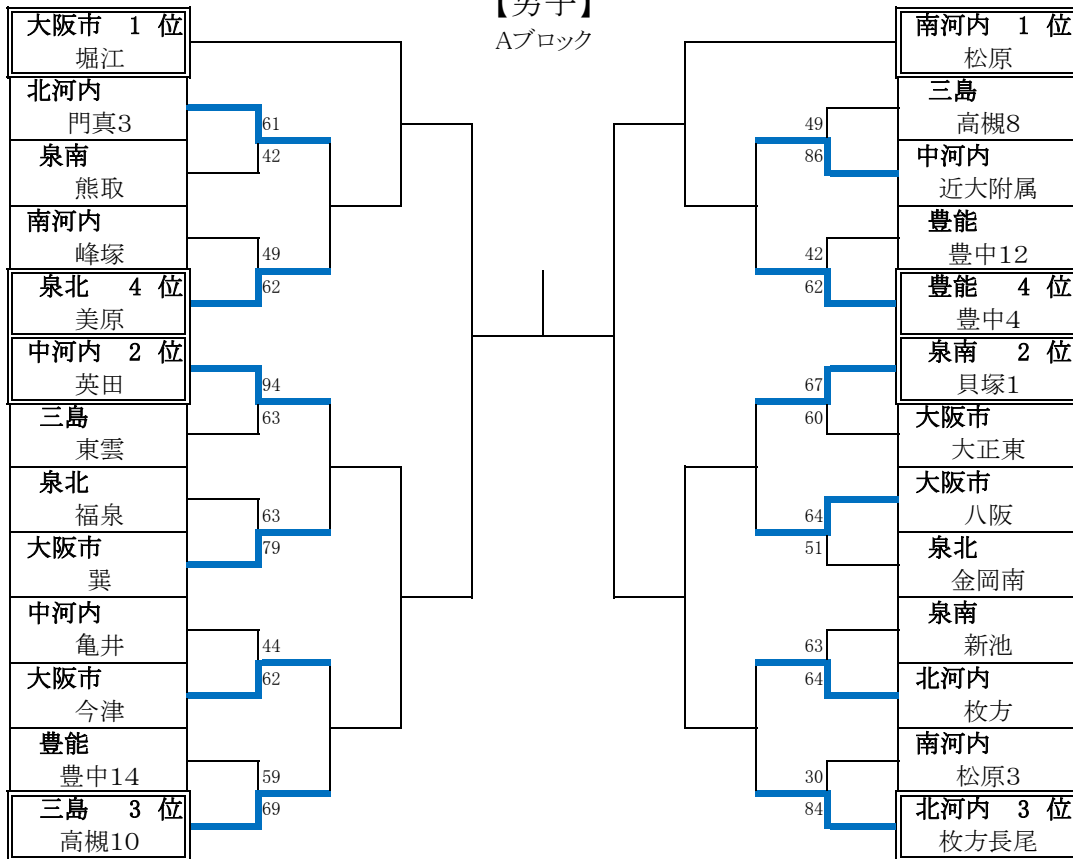 【男子】
Aブロック
大阪市 1 位
堀江
北河内
門真3
泉南
熊取
南河内
峰塚
泉北 4 位
美原
中河内 2 位
英田
三島
東雲
泉北
福泉
大阪市
巽
中河内
亀井
大阪市
今津
豊能
豊中14
三島 3 位
高槻10
61
42
49
62
94
63
63
79
44
62
59
69
49
86
42
62
67
60
64
51
63
64
30
84
南河内 1 位
松原
三島
高槻8
中河内
近大附属
豊能
豊中12
豊能 4 位
豊中4
泉南 2 位
貝塚1
大阪市
大正東
大阪市
八阪
泉北
金岡南
泉南
新池
北河内
枚方
南河内
松原3
北河内 3 位
枚方長尾